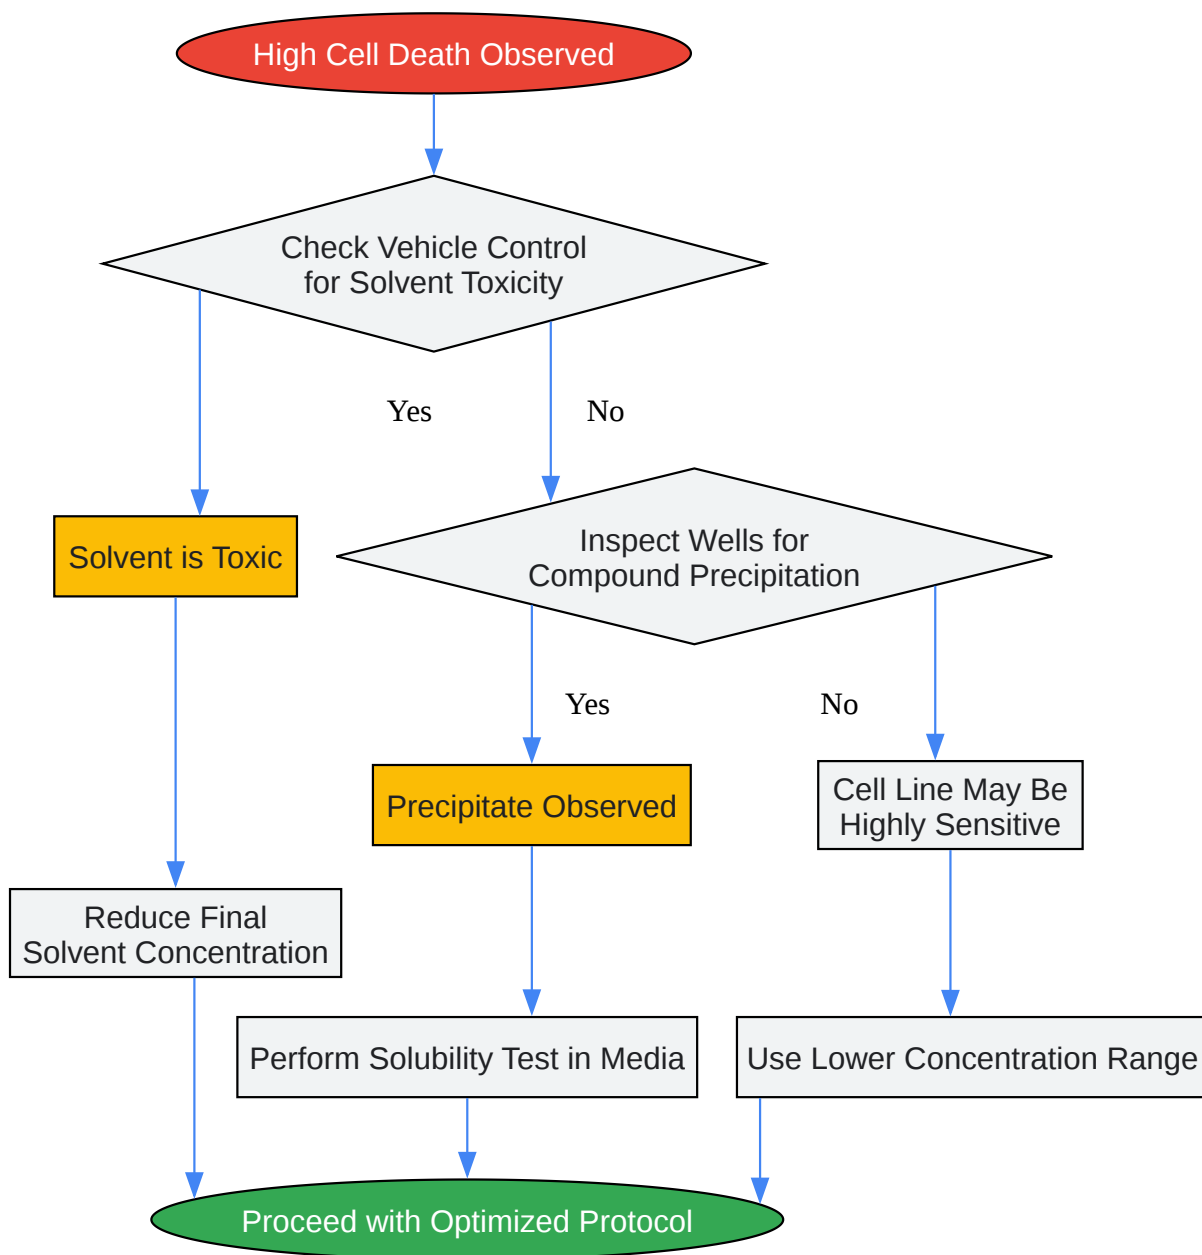 High Cell Death Observed
Check Vehicle Control
for Solvent Toxicity
Yes
No
Solvent is Toxic
Inspect Wells for
Compound Precipitation
Yes
No
Precipitate Observed
Cell Line May Be
Highly Sensitive
Reduce Final
Solvent Concentration
Perform Solubility Test in Media
Use Lower Concentration Range
Proceed with Optimized Protocol